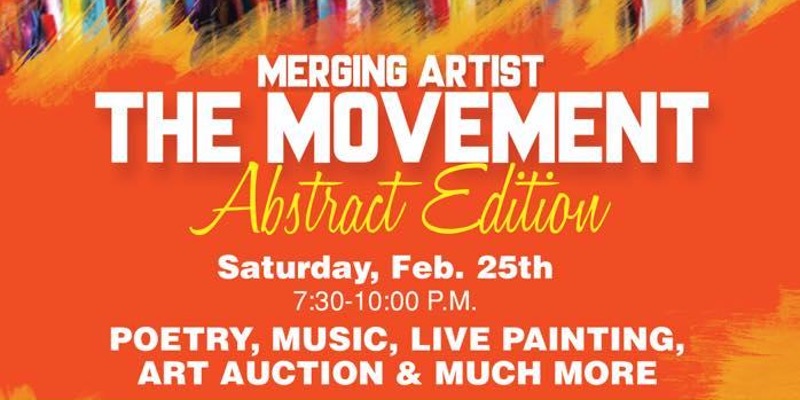 MERGING ARTIST
THE MOVEMENT
Abstract Edition
Saturday, Feb. 25th
7:30-10:00 P.M.
POETRY, MUSIC, LIVE PAINTING,
ART AUCTION & MUCH MORE